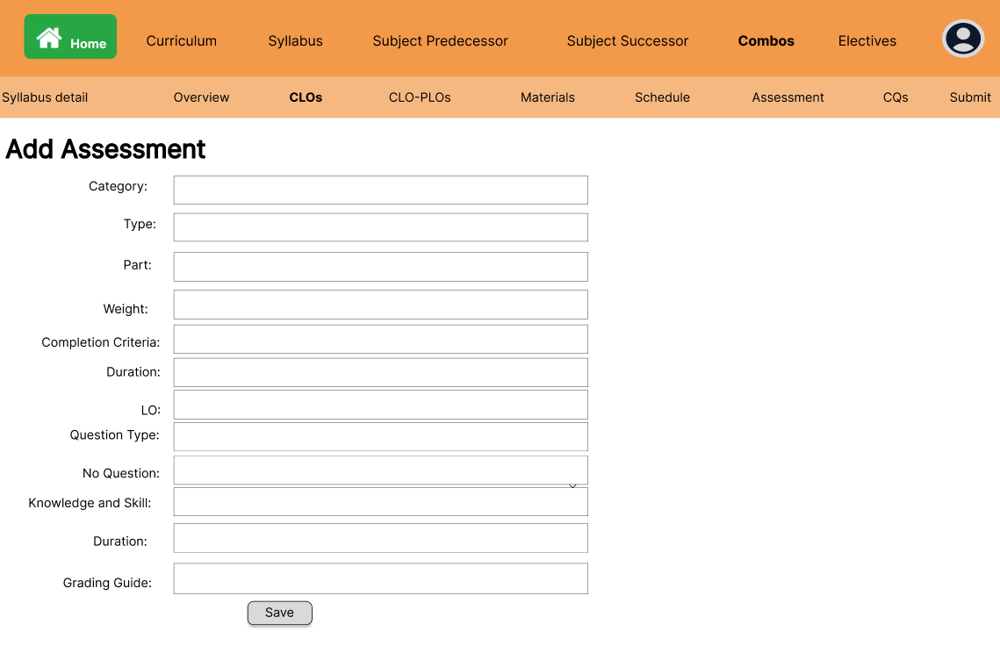 Home Curriculum Syllabus Subject Predecessor Subject Successor Combos Electives
Syllabus detail Overview CLOs CLO-PLOs Materials Schedule Assessment CQs Submit
Add Assessment
Category:
Type:
Part:
Weight:
Completion Criteria:
Duration:
LO:
Question Type:
No Question:
Knowledge and Skill:
Duration:
Grading Guide:
Save